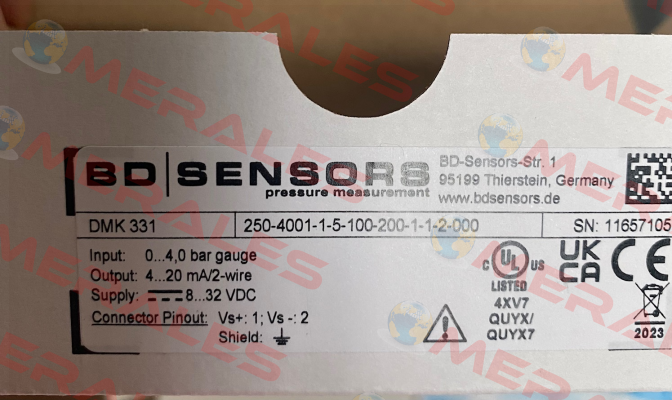 BD|SENSORS
pressure measurement
BD-Sensors-Str. 1
95199 Thierstein, Germany
www.bdsensors.de
DMK 331 250-4001-1-5-100-200-1-1-2-000 SN: 11657105
Input: 0...4,0 bar gauge
Output: 4...20 mA/2-wire
Supply: 8...32 VDC
Connector Pinout: Vs+: 1; Vs -: 2
Shield:
C UL US
LISTED
4XV7
QUYX/
QUYX7
UK
CA
CE
2023
MERALES
MERALES
MERALES
MERALES